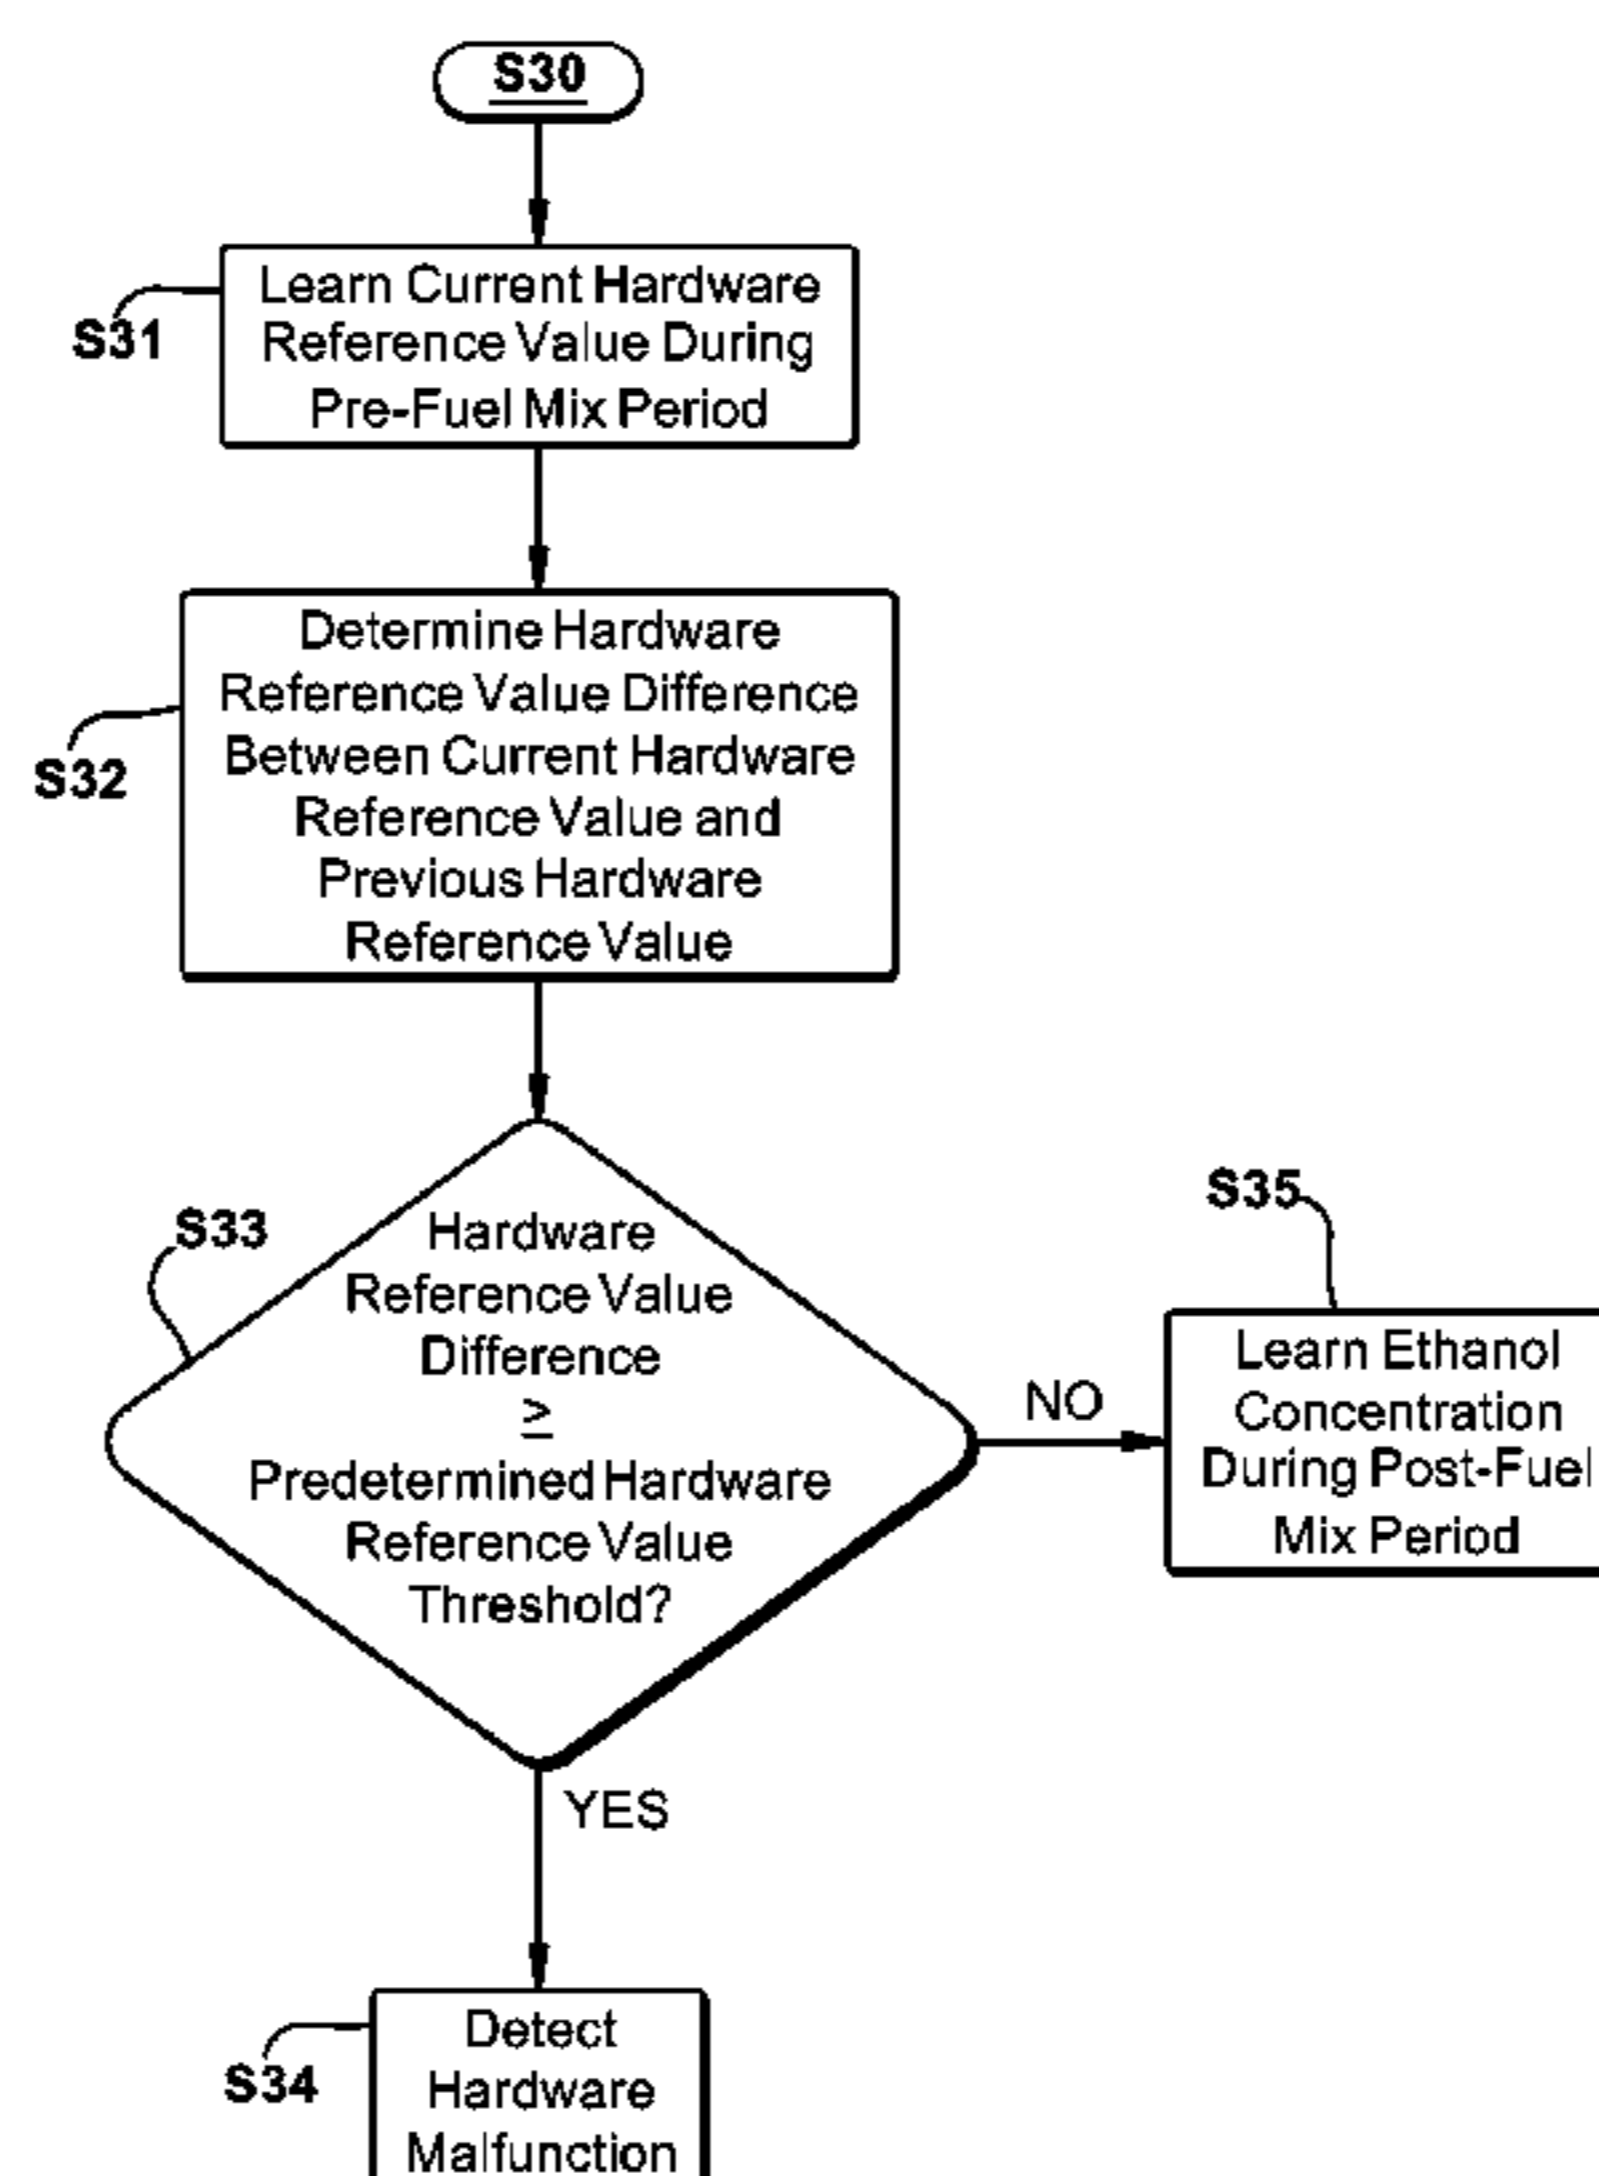 S30
Learn Current Hardware
Reference Value During
Pre-Fuel Mix Period
S31
Determine Hardware
Reference Value Difference
Between Current Hardware
Reference Value and
Previous Hardware
Reference Value
S32
S33
Hardware
Reference Value
Difference
≥
Predetermined Hardware
Reference Value
Threshold?
NO
S35
Learn Ethanol
Concentration
During Post-Fuel
Mix Period
YES
S34
Detect
Hardware
Malfunction